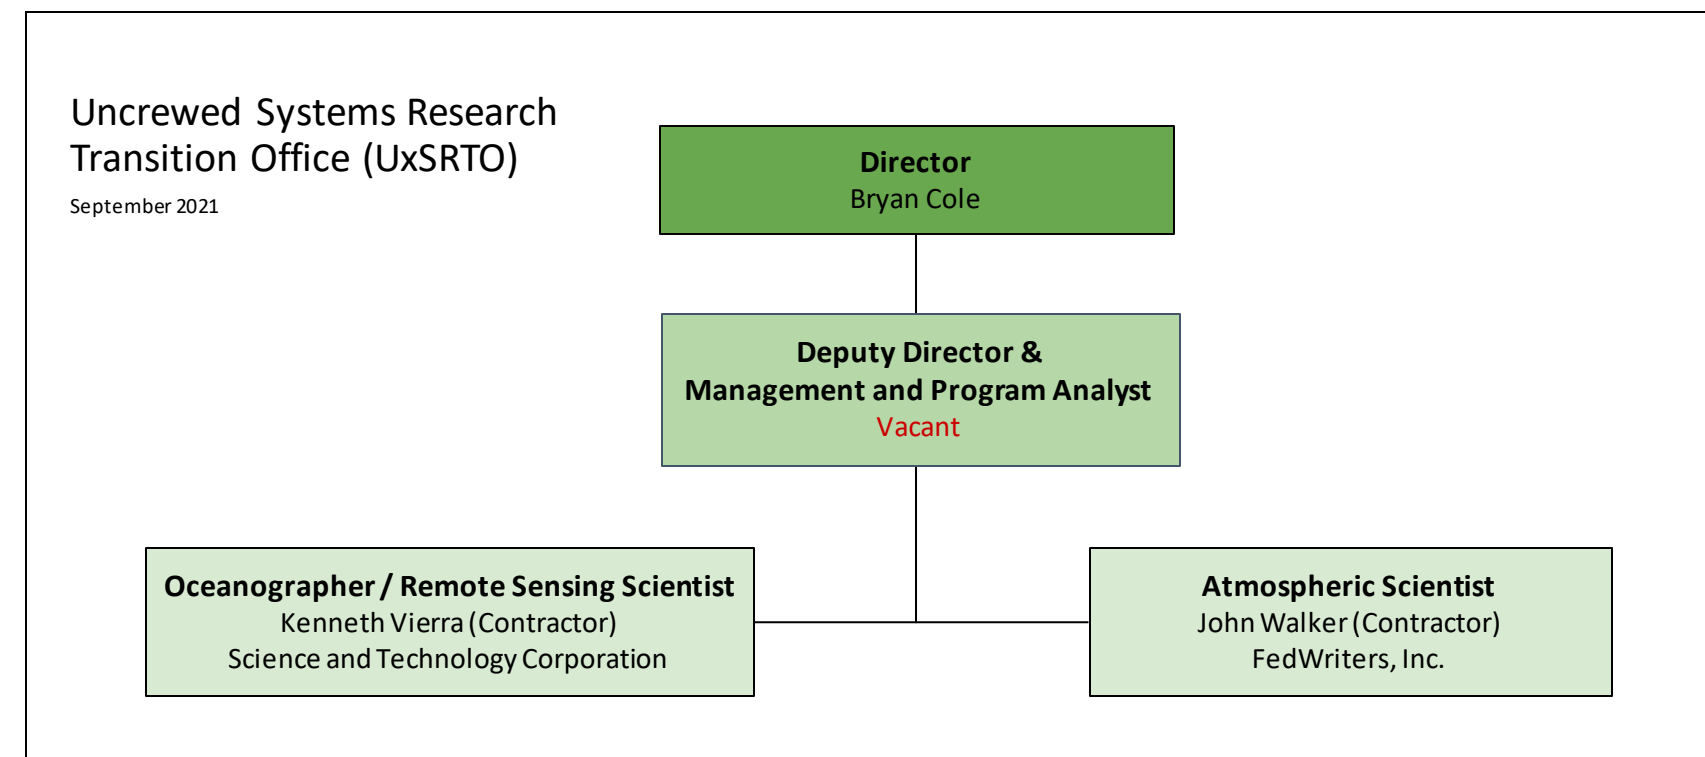 Uncrewed Systems Research
Transition Office (UxSRTO)
September 2021
Director
Bryan Cole
Deputy Director &
Management and Program Analyst
Vacant
Oceanographer / Remote Sensing Scientist
Kenneth Vierra (Contractor)
Science and Technology Corporation
Atmospheric Scientist
John Walker (Contractor)
FedWriters, Inc.